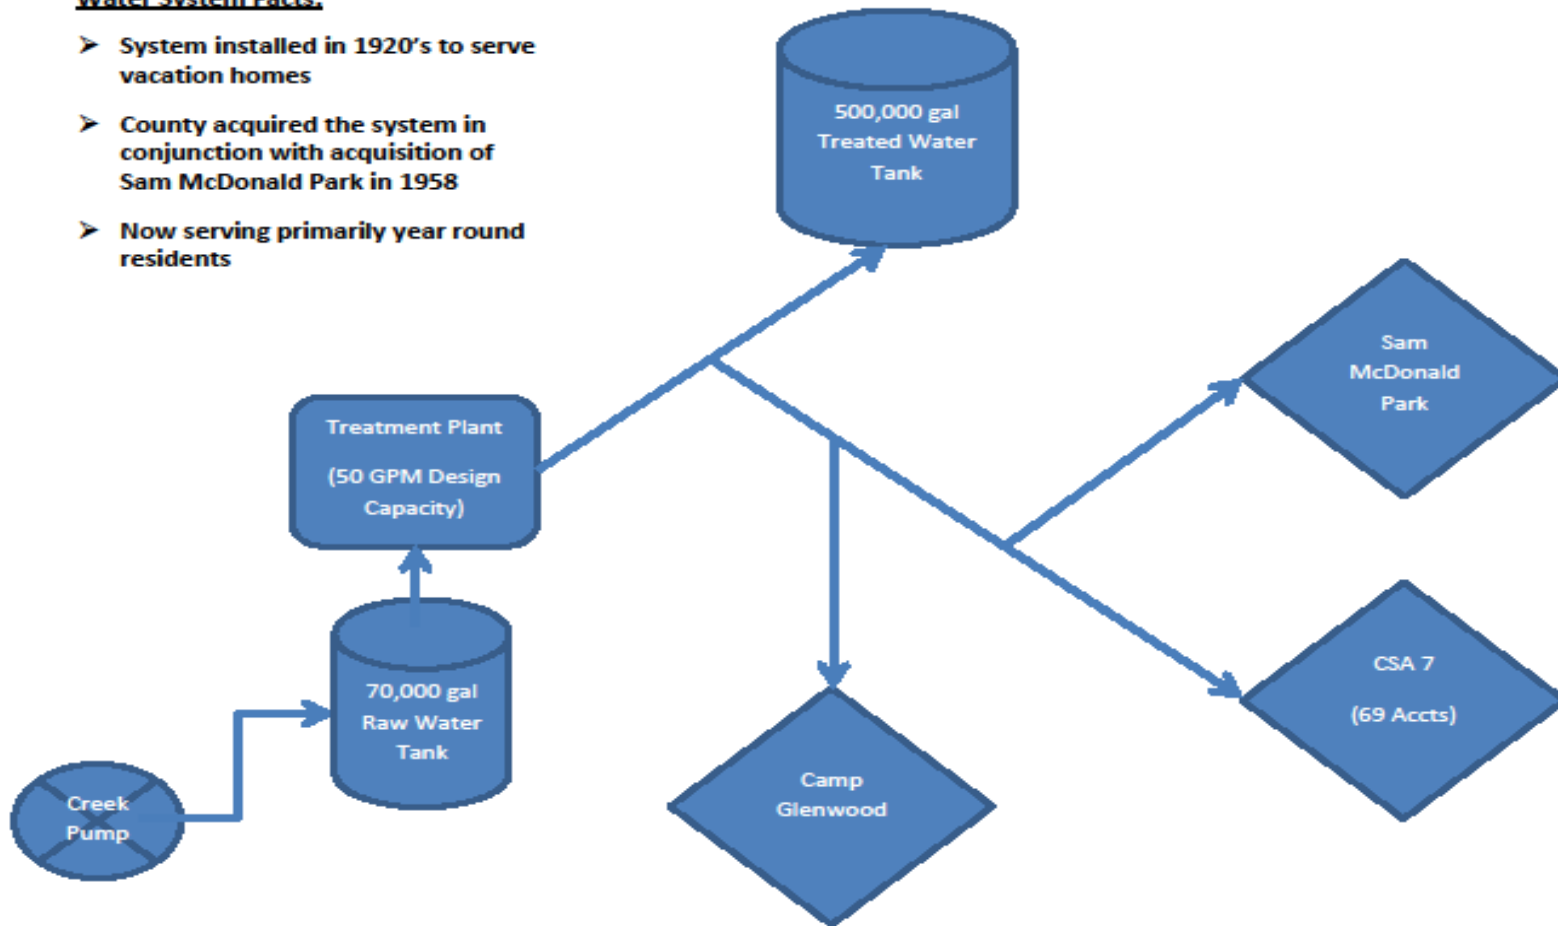 Water System Facts:
➢ System installed in 1920's to serve
vacation homes
➢ County acquired the system in
conjunction with acquisition of
Sam McDonald Park in 1958
➢ Now serving primarily year round
residents
500,000 gal
Treated Water
Tank
Sam
McDonald
Park
Treatment Plant
(50 GPM Design
Capacity)
70,000 gal
Raw Water
Tank
CSA 7
(69 Accts)
Camp
Glenwood
Creek
Pump